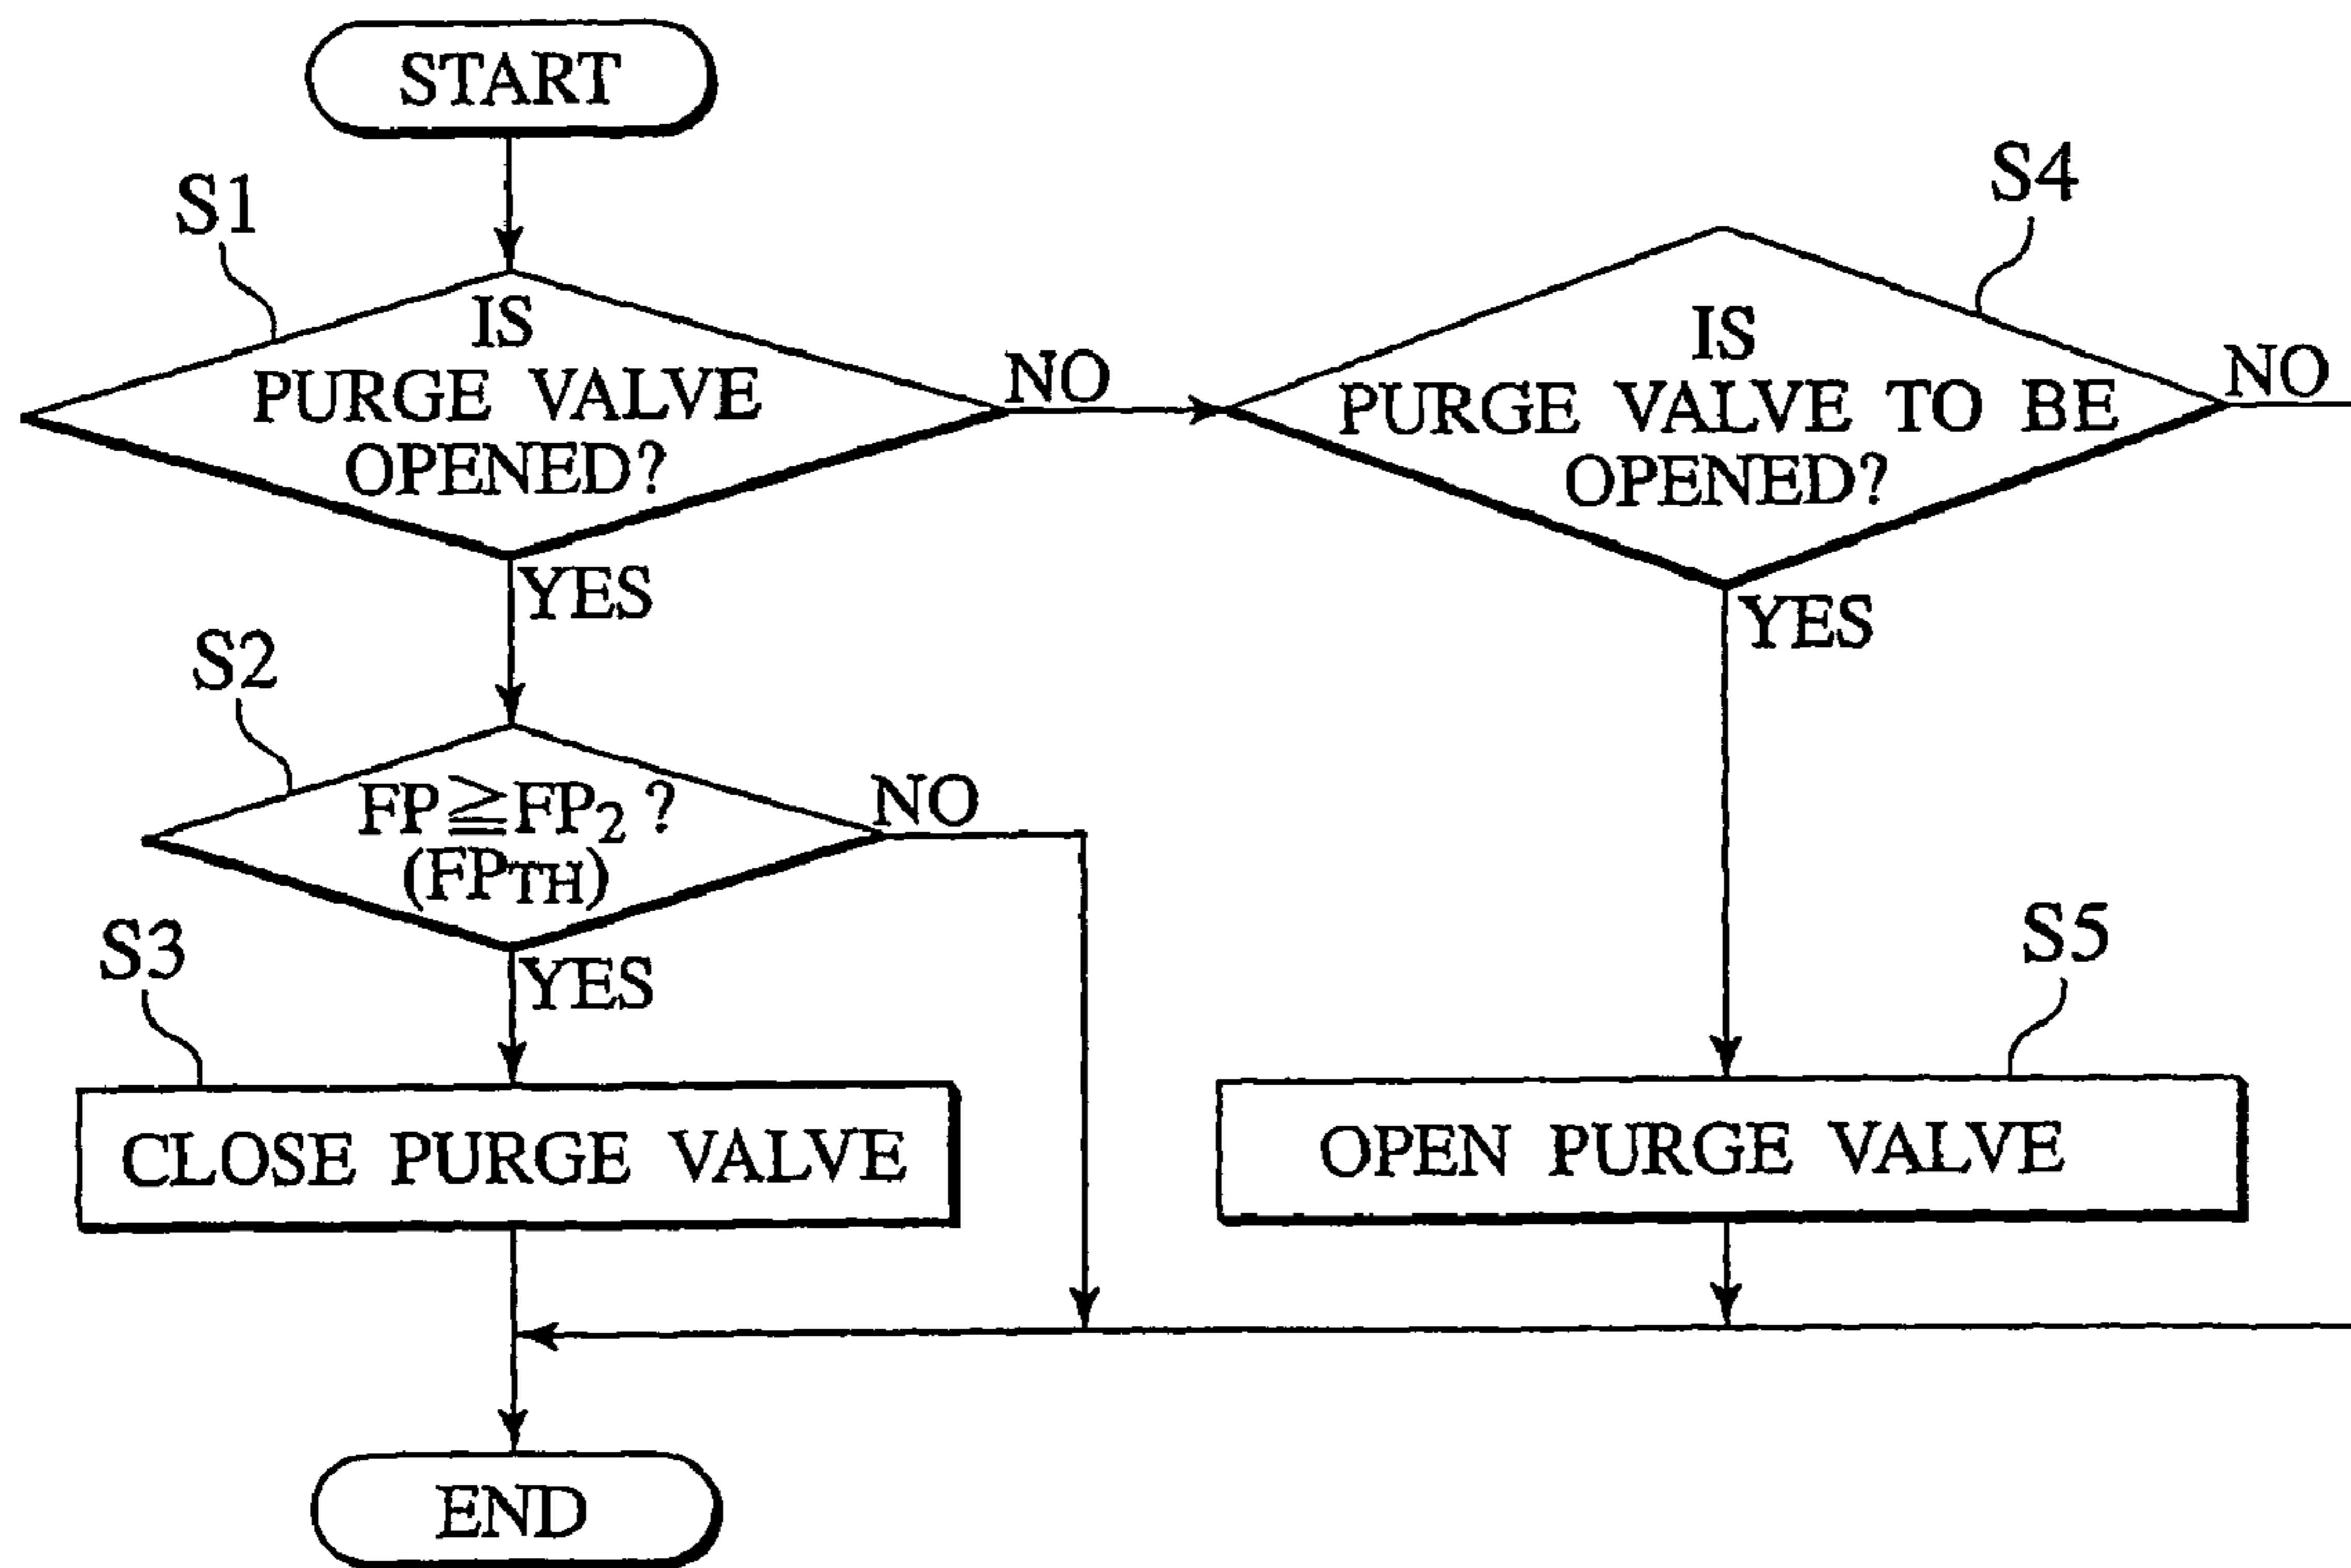 START
S1
IS
PURGE VALVE
OPENED?
NO
YES
S4
IS
PURGE VALVE TO BE
OPENED?
NO
YES
S2
FP≧FP₂ ?
(FPTH)
NO
YES
S3
CLOSE PURGE VALVE
S5
OPEN PURGE VALVE
END